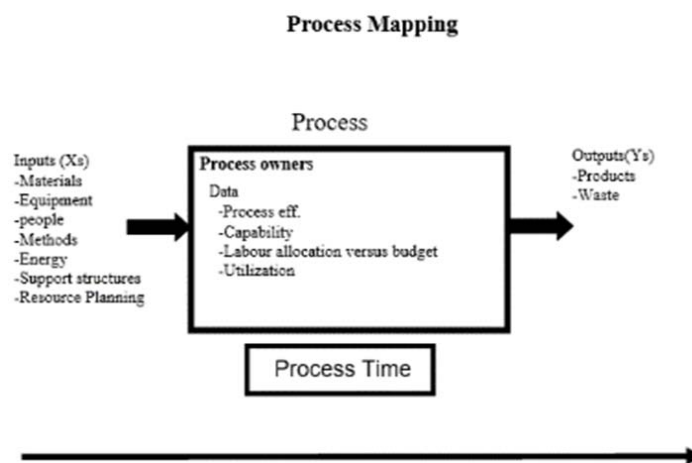 Process Mapping
Process
Inputs (Xs)
-Materials
-Equipment
-people
-Methods
-Energy
-Support structures
-Resource Planning
Process owners
Data
-Process eff.
-Capability
-Labour allocation versus budget
-Utilization
Outputs(Ys)
-Products
-Waste
Process Time